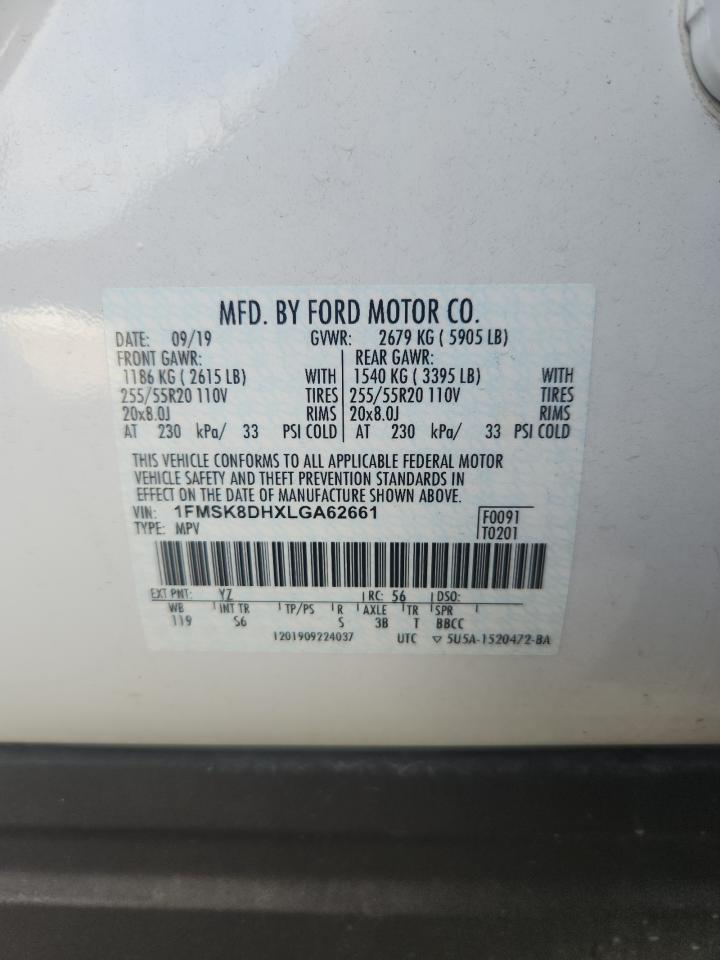 MFD. BY FORD MOTOR CO.
DATE: 09/19 GVWR: 2679 KG ( 5905 LB)
FRONT GAWR: REAR GAWR:
1186 KG ( 2615 LB) WITH 1540 KG ( 3395 LB) WITH
255/55R20 110V TIRES 255/55R20 110V TIRES
20x8.0J RIMS 20x8.0J RIMS
AT 230 kPa/ 33 PSI COLD AT 230 kPa/ 33 PSI COLD
THIS VEHICLE CONFORMS TO ALL APPLICABLE FEDERAL MOTOR
VEHICLE SAFETY AND THEFT PREVENTION STANDARDS IN
EFFECT ON THE DATE OF MANUFACTURE SHOWN ABOVE.
VIN: 1FMSK8DHXLGA62661 F0091
TYPE: MPV T0201
EXT PNT: YZ RC: 56 DSO:
WB INT TR TP/PS R AXLE TR SPR
119 S6 S 3B T BBCC
1201909224037 UTC ▽ 5U5A-1520472-BA